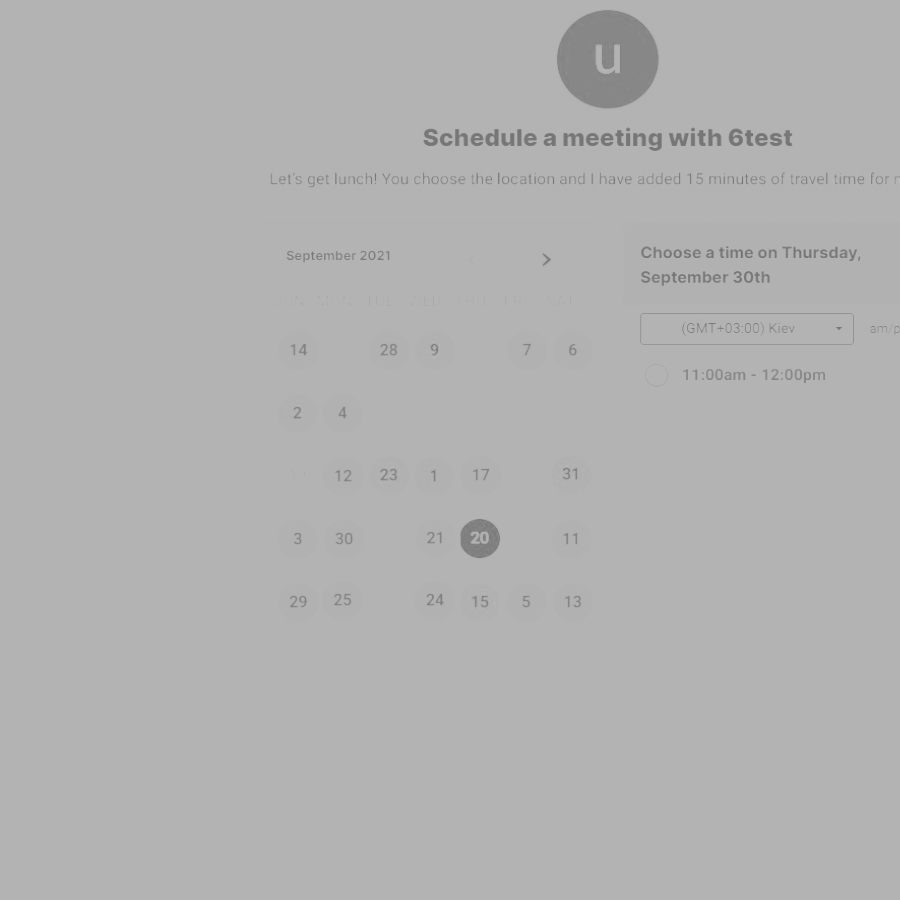 u
Schedule a meeting with 6test
Let's get lunch! You choose the location and I have added 15 minutes of travel time for
September 2021
Choose a time on Thursday,
September 30th
(GMT+03:00) Kiev am/p
11:00am - 12:00pm
14 28 9 7 6
2 4
12 23 1 17 31
3 30 21 20 11
29 25 24 15 5 13